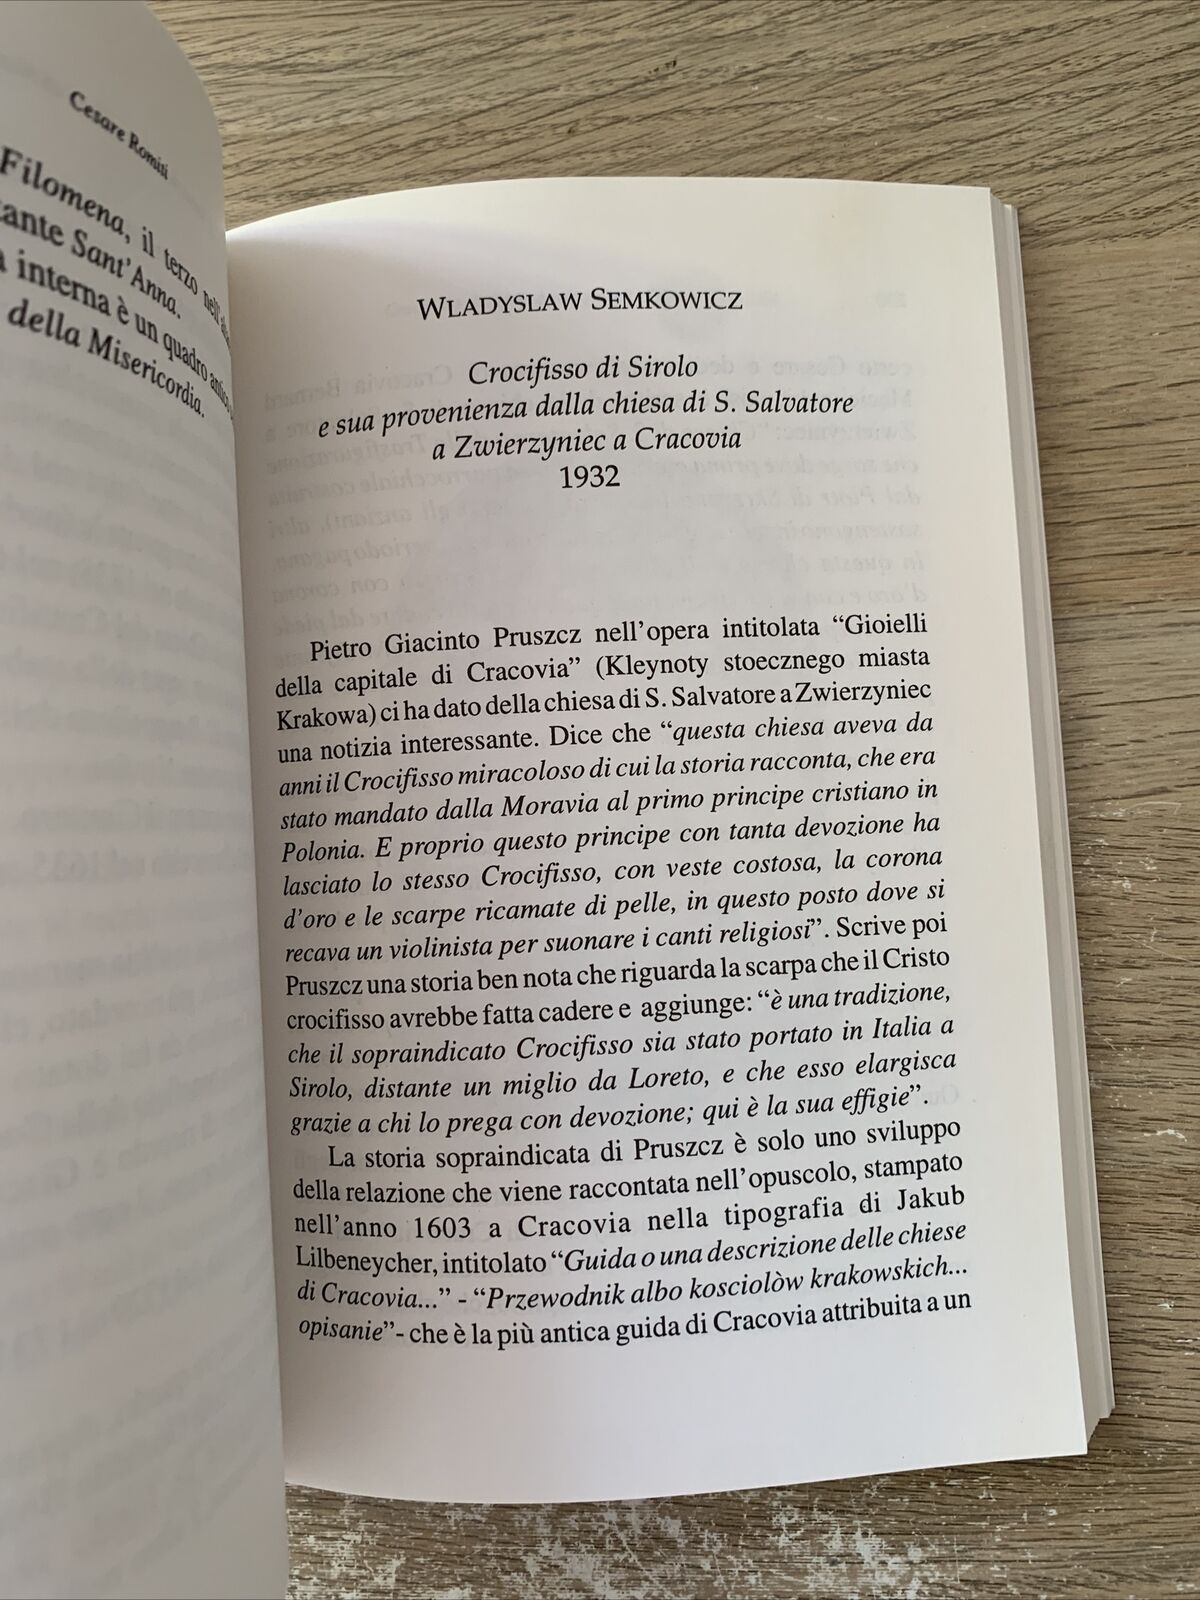 Cesare Romiti
Filomena, il terzo nell'
Sant'Anna.
interna è un quadro antico
della Misericordia.
WLADYSLAW SEMKOWICZ
Crocifisso di Sirolo
e sua provenienza dalla chiesa di S. Salvatore
a Zwierzyniec a Cracovia
1932
Pietro Giacinto Pruszcz nell'opera intitolata “Gioielli
della capitale di Cracovia” (Kleynoty stoecznego miasta
Krakowa) ci ha dato della chiesa di S. Salvatore a Zwierzyniec
una notizia interessante. Dice che “questa chiesa aveva da
anni il Crocifisso miracoloso di cui la storia racconta, che era
stato mandato dalla Moravia al primo principe cristiano in
Polonia. E proprio questo principe con tanta devozione ha
lasciato lo stesso Crocifisso, con veste costosa, la corona
d'oro e le scarpe ricamate di pelle, in questo posto dove si
recava un violinista per suonare i canti religiosi”. Scrive poi
Pruszcz una storia ben nota che riguarda la scarpa che il Cristo
crocifisso avrebbe fatta cadere e aggiunge: “è una tradizione,
che il sopraindicato Crocifisso sia stato portato in Italia a
Sirolo, distante un miglio da Loreto, e che esso elargisca
grazie a chi lo prega con devozione; qui è la sua effigie”.
La storia sopraindicata di Pruszcz è solo uno sviluppo
della relazione che viene raccontata nell'opuscolo, stampato
nell'anno 1603 a Cracovia nella tipografia di Jakub
Lilbeneycher, intitolato “Guida o una descrizione delle chiese
di Cracovia...” - “Przewodnik albo kosciolòw krakowskich...
opisanie”- che è la più antica guida di Cracovia attribuita a un